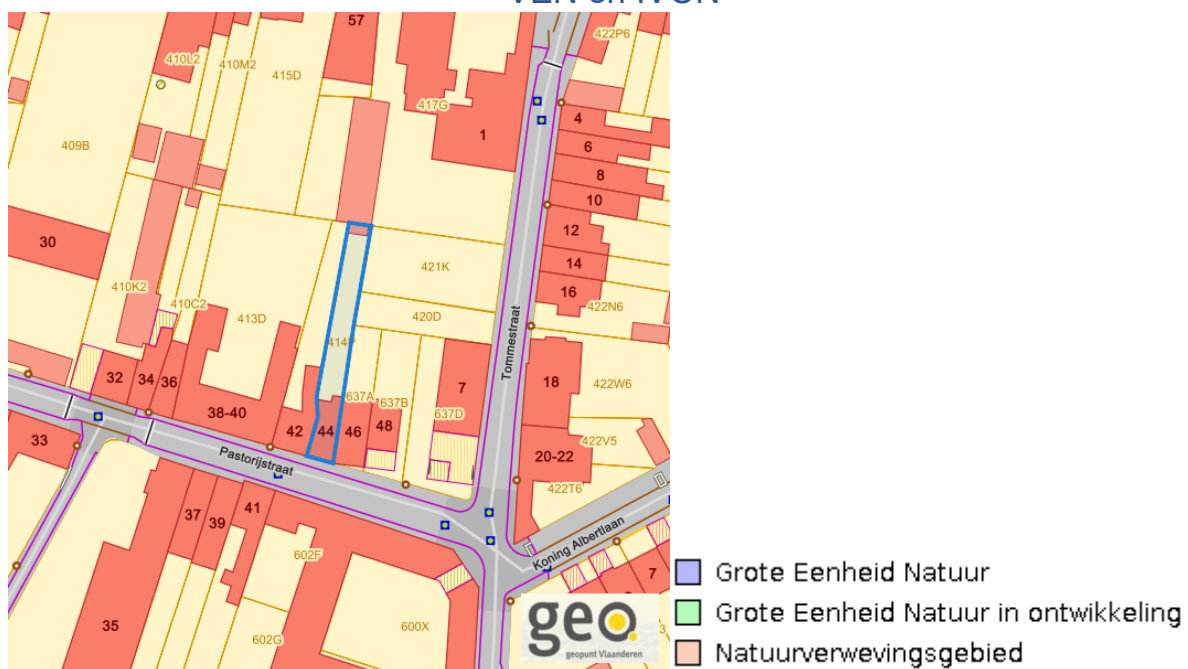 VEN en IVON
57
422P6
410L2
410M2
415D
417G
4
1
6
409B
8
10
12
30
421K
14
16
410K2
410C2
422N6
413D
420D
Tommestraat
32
34
36
637A
7
18
422W6
38-40
637B
637D
42
44
46
48
33
422V5
Pastorijstraat
20-22
422T6
37
39
41
Koning Albertlaan
602F
7
35
600X
602G
geo.
geopunt Vlaanderen
Grote Eenheid Natuur
Grote Eenheid Natuur in ontwikkeling
Natuurverwevingsgebied